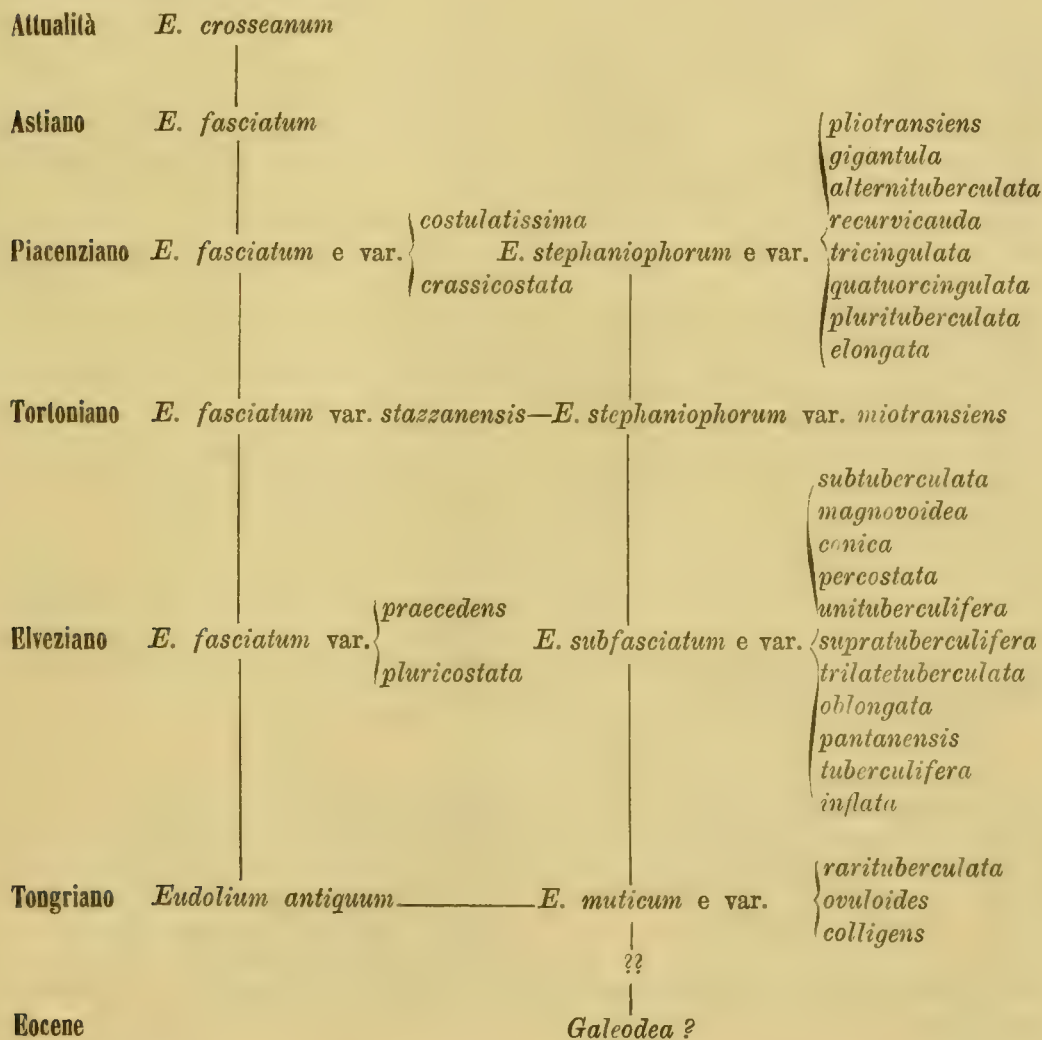 Attualità E. crosseanum
Astiano E. fasciatum
pliotransiens
gigantula
alternituberculata
recurvicauda
Piacenziano E. fasciatum e var. costulatissima
crassicostata
E. stephaniophorum e var. tricingulata
quatuorcingulata
plurituberculata
elongata
Tortoniano E. fasciatum var. stazzanensis—E. stephaniophorum var. miotransiens
subtuberculata
magnovoidea
conica
percostata
unituberculifera
Elveziano E. fasciatum var. praecedens
pluricostata
E. subfasciatum e var. supratuberculifera
trilatetuberculata
oblongata
pantanensis
tuberculifera
inflata
Tongriano Eudolium antiquum E. muticum e var. rarituberculata
ovuloides
colligens
??
Eocene Galeodea ?